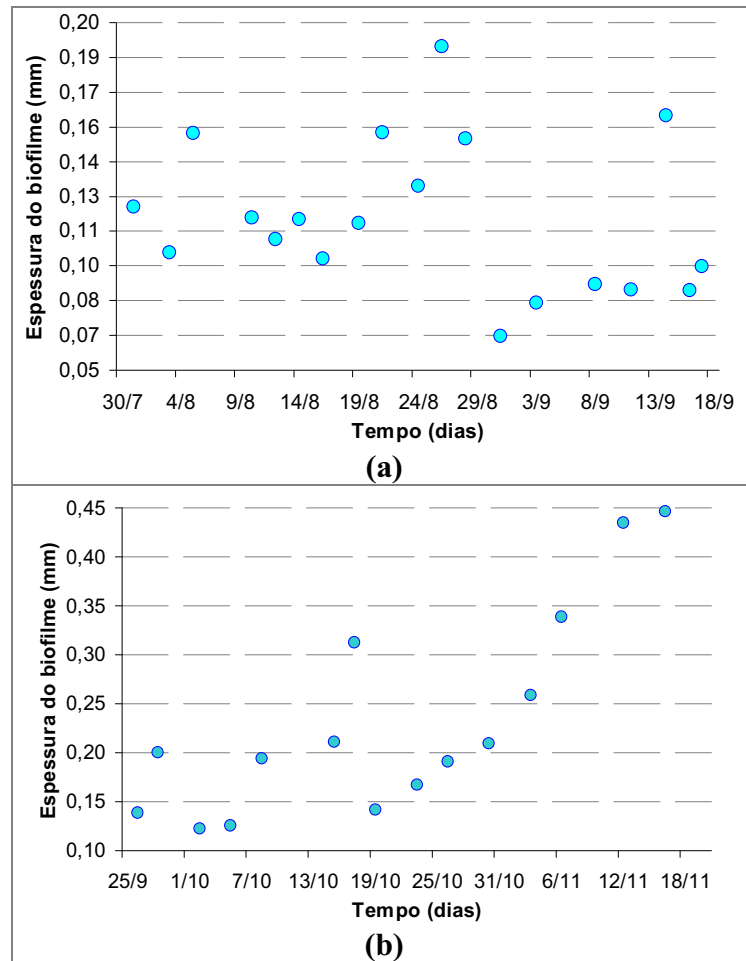 Espessura do biofilme (mm)
0,20
0,19
0,17
0,16
0,14
0,13
0,11
0,10
0,08
0,07
0,05
30/7 4/8 9/8 14/8 19/8 24/8 29/8 3/9 8/9 13/9 18/9
Tempo (dias)
(a)
Espessura do biofilme (mm)
0,45
0,40
0,35
0,30
0,25
0,20
0,15
0,10
25/9 1/10 7/10 13/10 19/10 25/10 31/10 6/11 12/11 18/11
Tempo (dias)
(b)